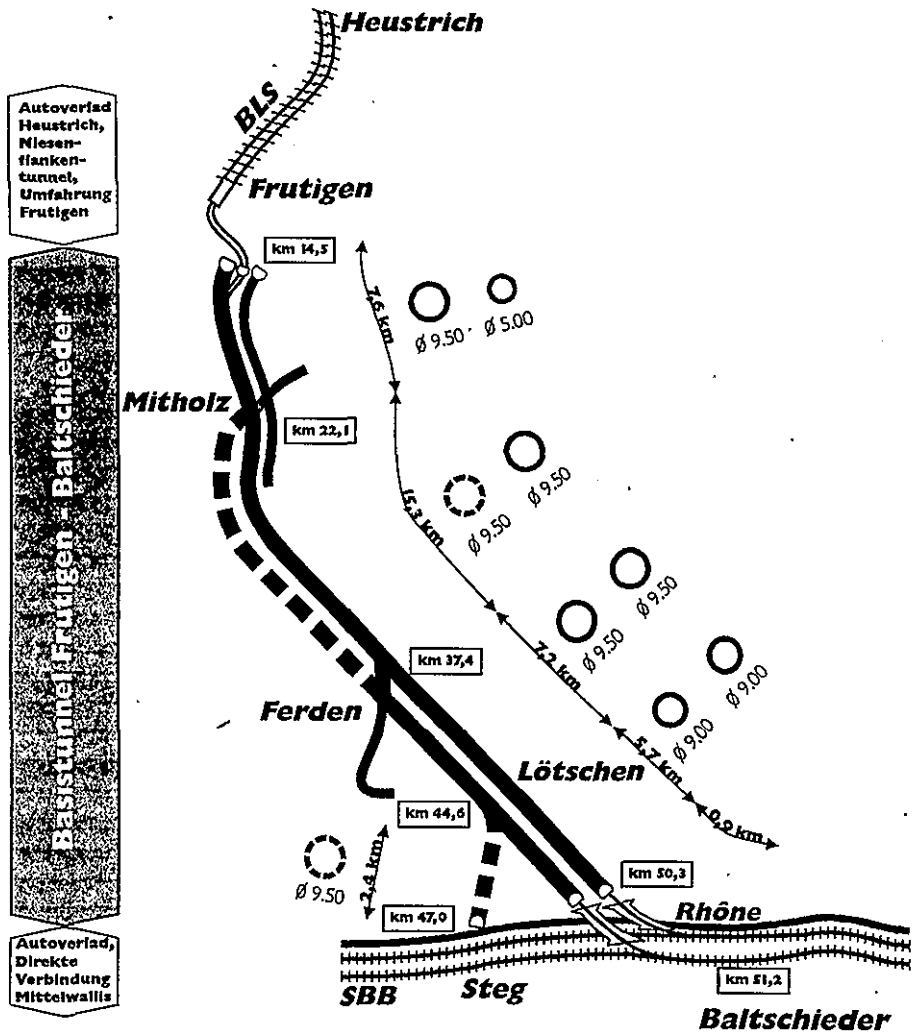 Heustrich
BLS
Frutigen
Autoverlad
Heustrich,
Niesen-
flanken-
tunnel,
Umfahrung
Frutigen
km 14,5
7,6 km
Ø 9.50
Ø 5.00
Basistunnel Frutigen - Baltschieder
Mitholz
km 22,1
15,3 km
Ø 9.50
Ø 9.50
km 37,4
7,2 km
Ø 9.50
Ø 9.50
Ferden
Lötschen
5,7 km
Ø 9.00
Ø 9.00
km 44,6
0,9 km
Ø 9.50
2,4 km
km 50,3
km 47,0
Rhône
Autoverlad,
Direkte
Verbindung
Mittelwallis
SBB
Steg
km 51,2
Baltschieder